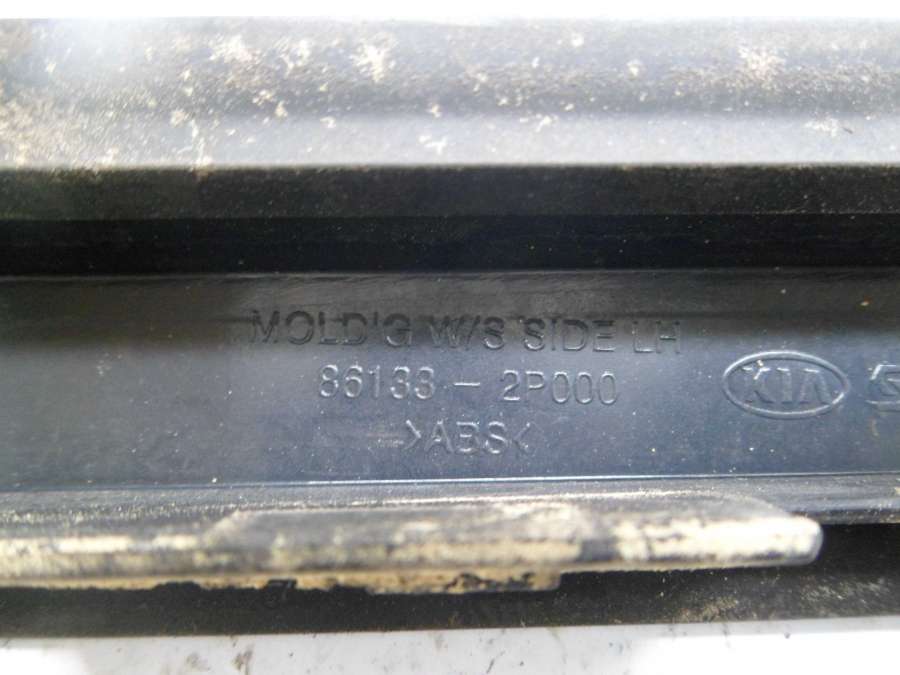 MOLD'G W/S SIDE LH
86133-2P000
KIA
>ABS<